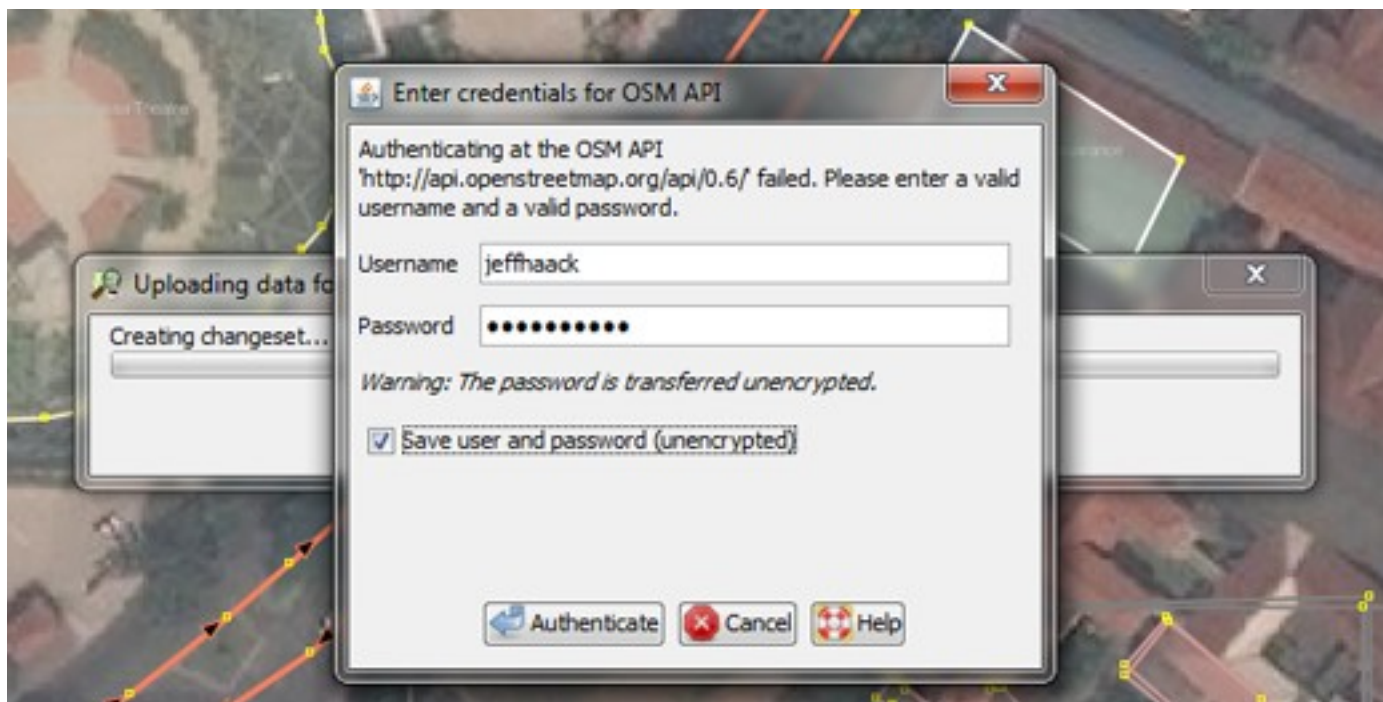 Enter credentials for OSM API
Authenticating at the OSM API
'http://api.openstreetmap.org/api/0.6/' failed. Please enter a valid
username and a valid password.
Username jeffhaack
Uploading data fo
Password ••••••••••
Creating changeset...
Warning: The password is transferred unencrypted.
Save user and password (unencrypted)
Authenticate Cancel Help